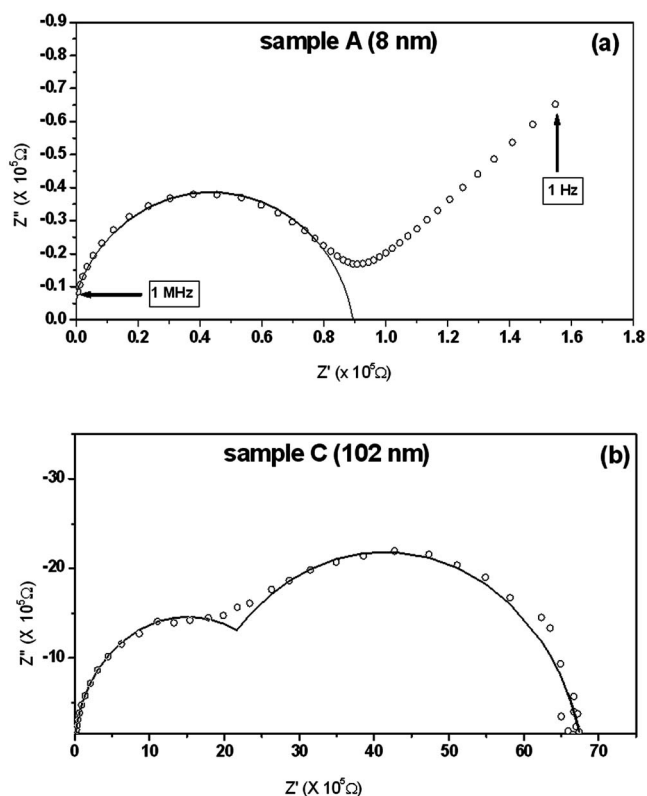 sample A (8 nm)
(a)
-0.9
-0.8
-0.7
-0.6
-0.5
-0.4
-0.3
-0.2
-0.1
0.0
Z'' (X 10⁵Ω)
1 Hz
1 MHz
0.0 0.2 0.4 0.6 0.8 1.0 1.2 1.4 1.6 1.8
Z' (x 10⁵Ω)
sample C (102 nm)
(b)
-30
-20
-10
Z'' (X 10⁵Ω)
0 10 20 30 40 50 60 70
Z' (X 10⁵Ω)